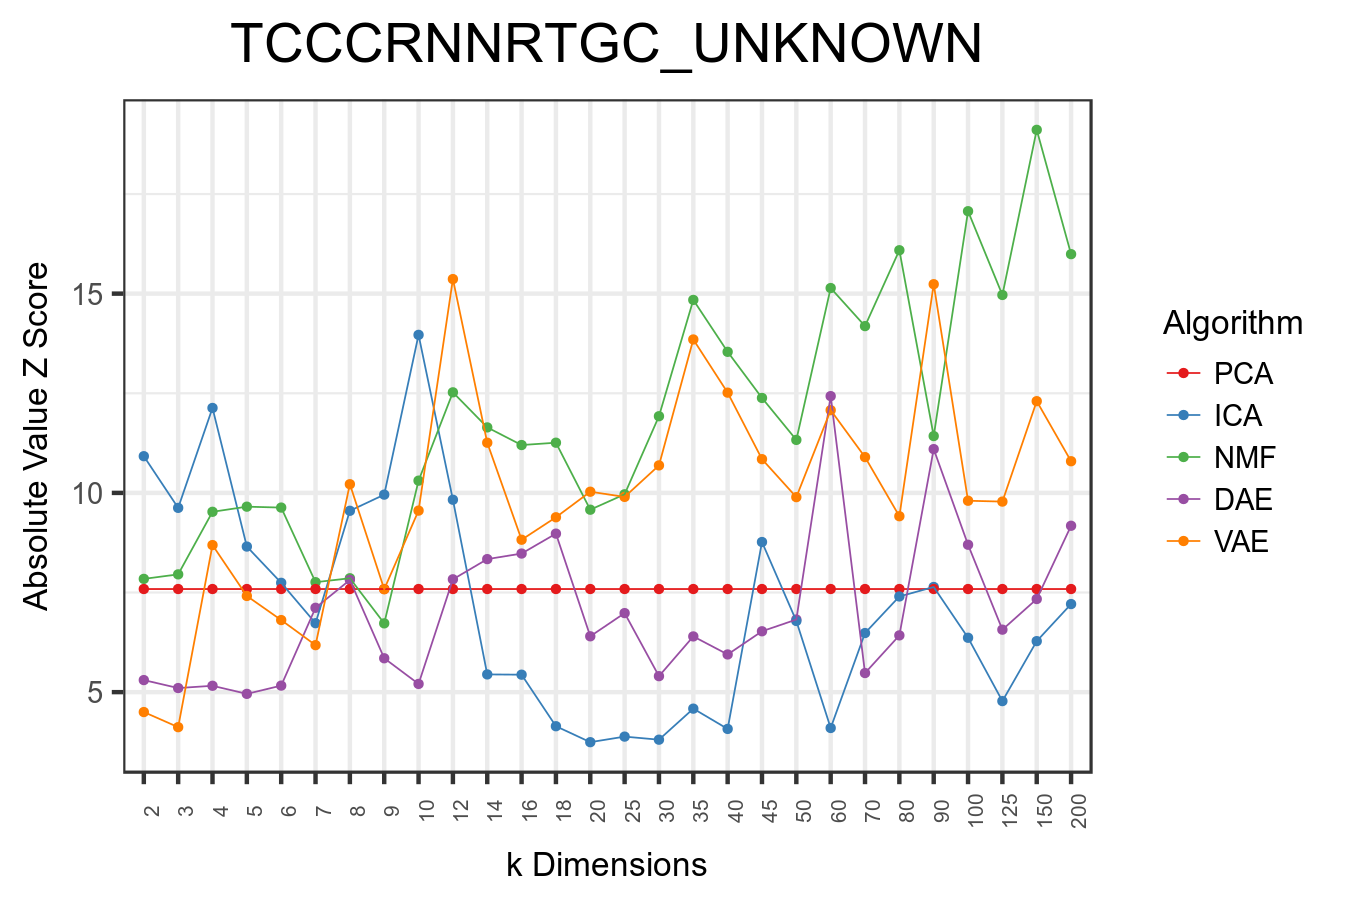 TCCCRNNRTGC_UNKNOWN
Absolute Value Z Score
15
10
5
2 3 4 5 6 7 8 9 10 12 14 16 18 20 25 30 35 40 45 50 60 70 80 90 100 125 150 200
k Dimensions
Algorithm
PCA
ICA
NMF
DAE
VAE